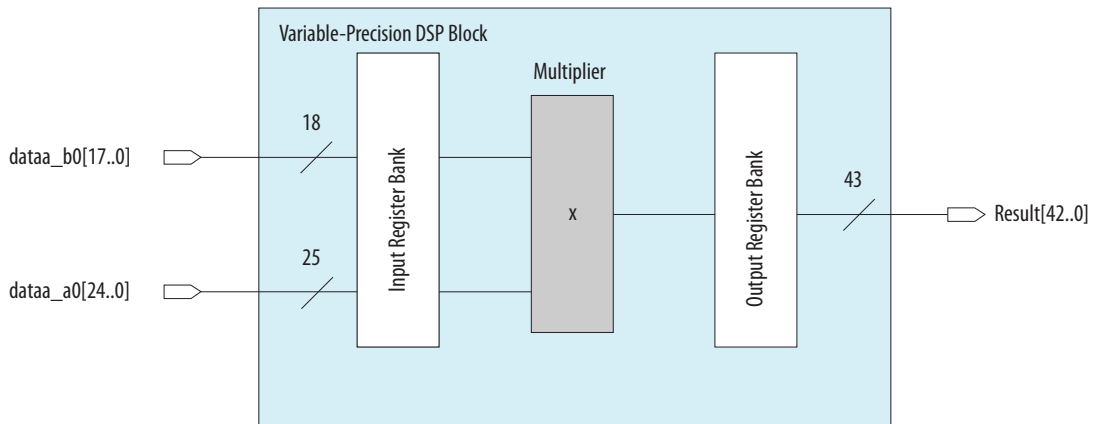 Variable-Precision DSP Block
Multiplier
18
dataa_b0[17..0]
Input Register Bank
x
Output Register Bank
43
Result[42..0]
25
dataa_a0[24..0]